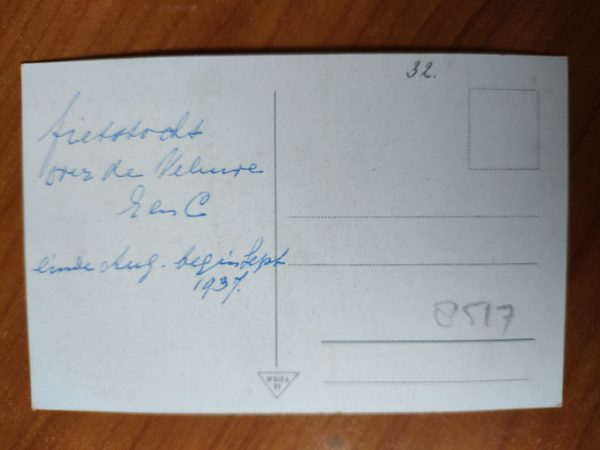 32.
fietstocht
over de Veluwe
E en C
einde Aug. begin Sept
1937.
8517